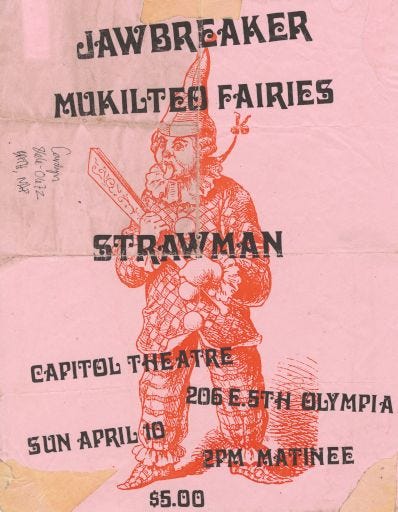 JAWBREAKER
MUKILTEO FAIRIES
STRAWMAN
CAPITOL THEATRE
206 E. 5TH OLYMPIA
SUN APRIL 10
2PM MATINEE
$5.00